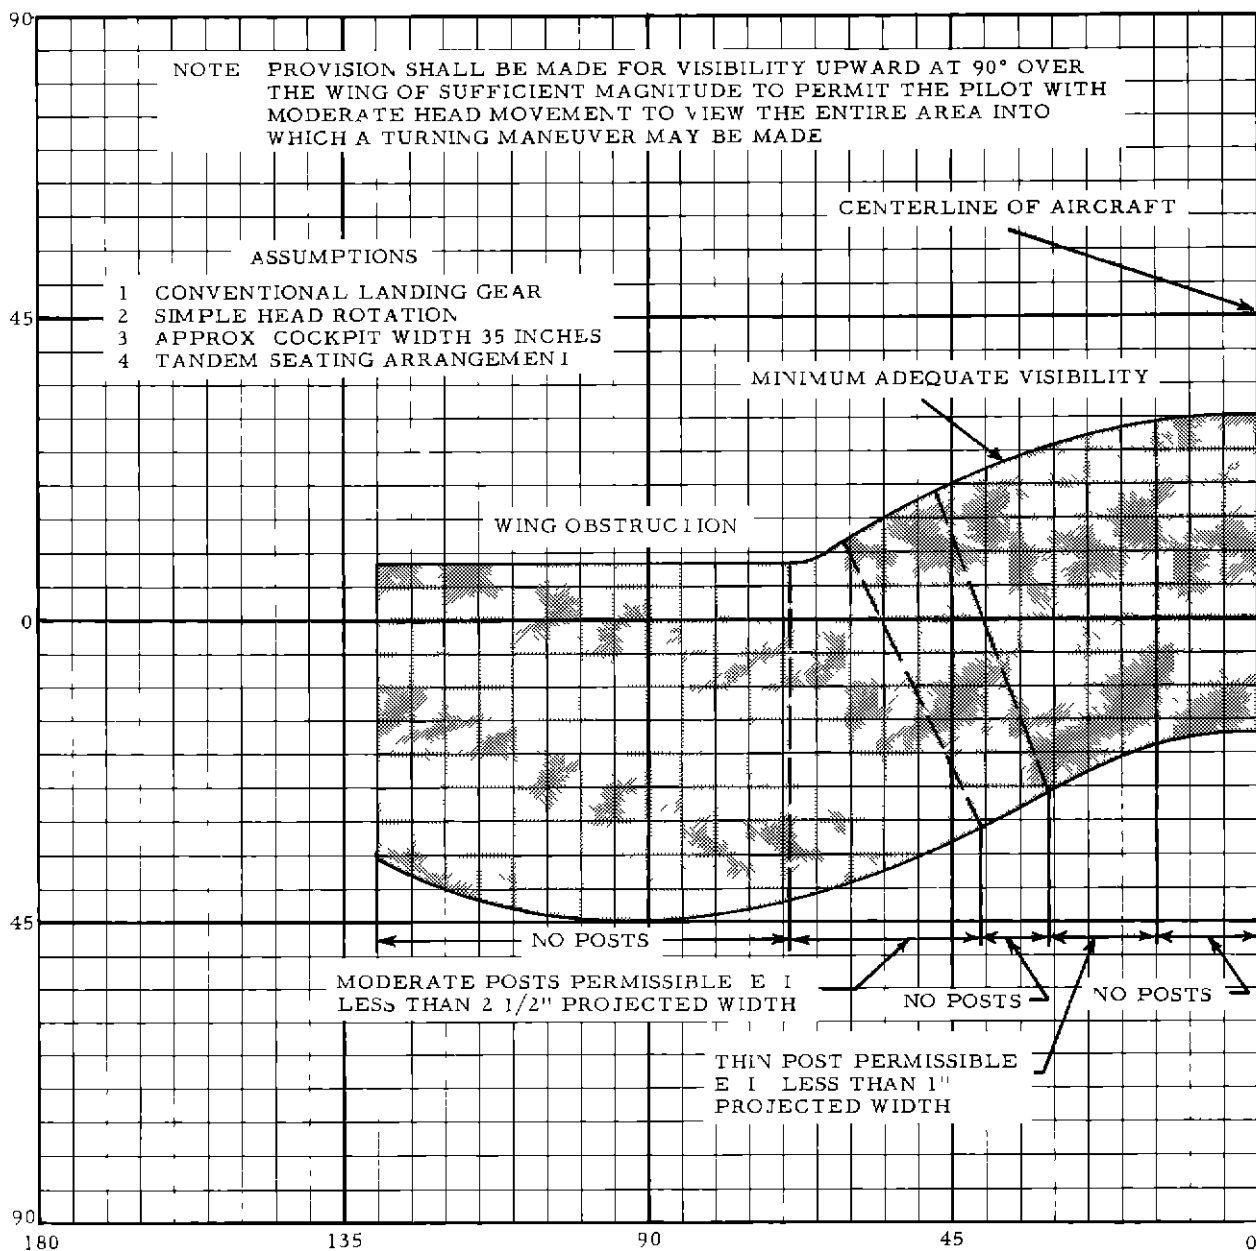 90
NOTE PROVISION SHALL BE MADE FOR VISIBILITY UPWARD AT 90° OVER
THE WING OF SUFFICIENT MAGNITUDE TO PERMIT THE PILOT WITH
MODERATE HEAD MOVEMENT TO VIEW THE ENTIRE AREA INTO
WHICH A TURNING MANEUVER MAY BE MADE
CENTERLINE OF AIRCRAFT
ASSUMPTIONS
1 CONVENTIONAL LANDING GEAR
45
2 SIMPLE HEAD ROTATION
3 APPROX COCKPIT WIDTH 35 INCHES
4 TANDEM SEATING ARRANGEMENT
MINIMUM ADEQUATE VISIBILITY
WING OBSTRUCTION
0
45
NO POSTS
MODERATE POSTS PERMISSIBLE E I
LESS THAN 2 1/2" PROJECTED WIDTH
NO POSTS
NO POSTS
THIN POST PERMISSIBLE
E I LESS THAN 1"
PROJECTED WIDTH
90
180 135 90 45 0